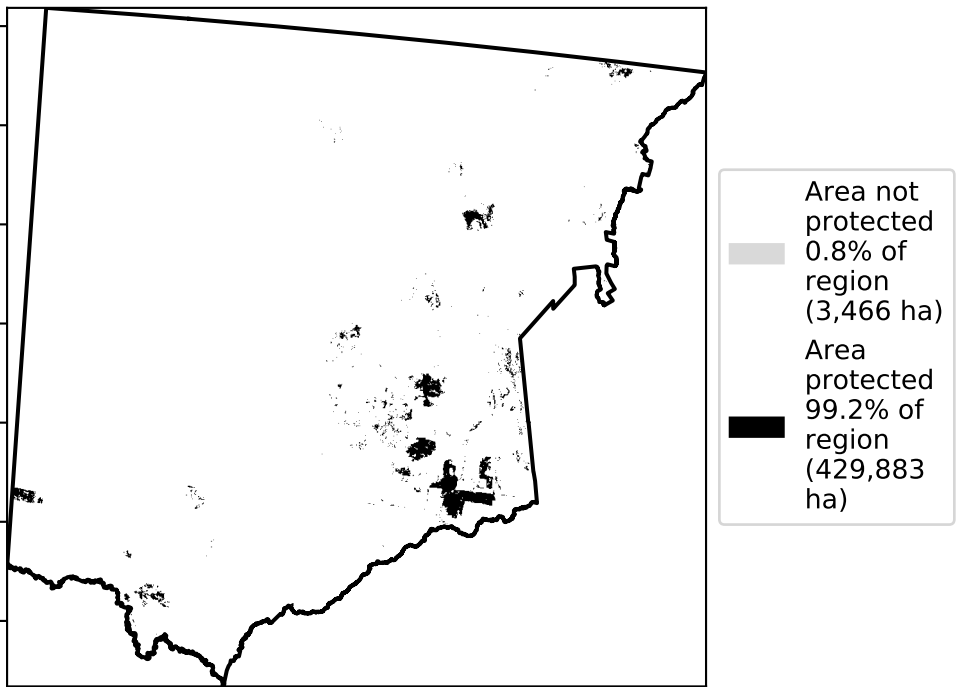 Area not
protected
0.8% of
region
(3,466 ha)
Area
protected
99.2% of
region
(429,883
ha)